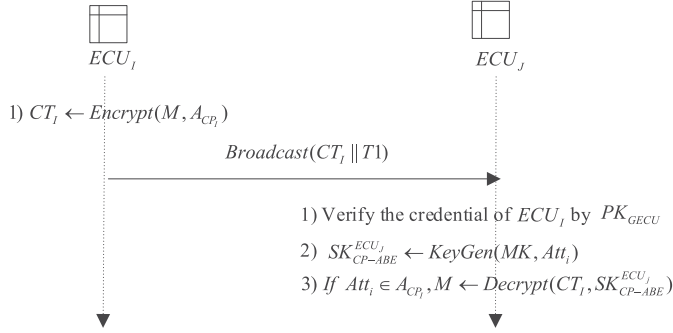 ECU_I
ECU_J
1) CT_I ← Encrypt(M, A_{CP_I})
Broadcast(CT_I || T1)
1) Verify the credential of ECU_I by PK_{GECU}
2) SK_{CP-ABE}^{ECU_J} ← KeyGen(MK, Att_i)
3) If Att_i ∈ A_{CP_I}, M ← Decrypt(CT_I, SK_{CP-ABE}^{ECU_j})